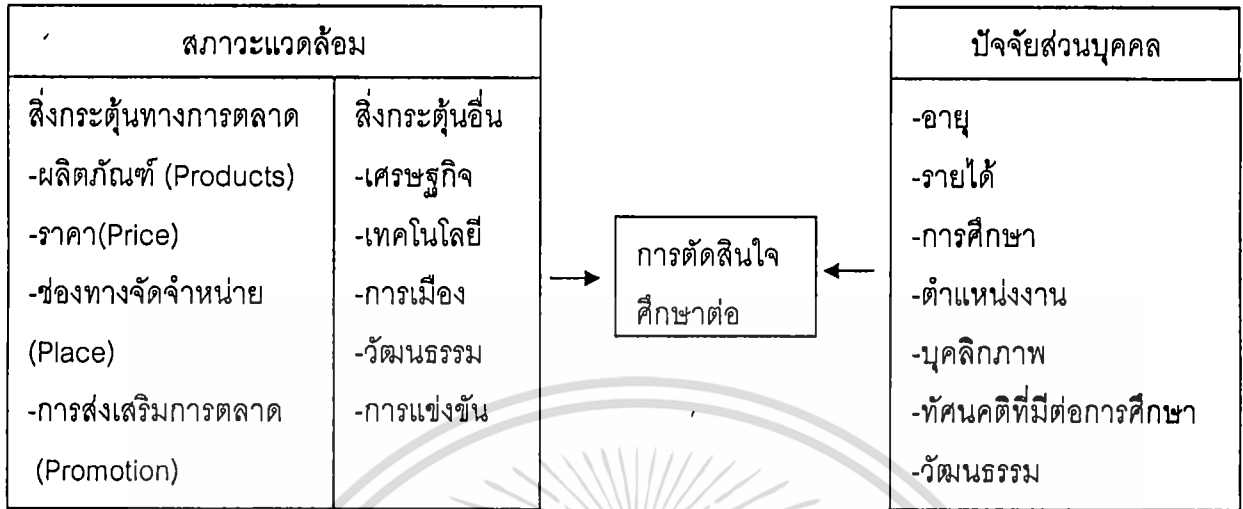 สภาวะแวดล้อม
สิ่งกระตุ้นทางการตลาด
-ผลิตภัณฑ์ (Products)
-ราคา(Price)
-ช่องทางจัดจำหน่าย
(Place)
-การส่งเสริมการตลาด
(Promotion)
สิ่งกระตุ้นอื่น
-เศรษฐกิจ
-เทคโนโลยี
-การเมือง
-วัฒนธรรม
-การแข่งขัน
การตัดสินใจ
ศึกษาต่อ
ปัจจัยส่วนบุคคล
-อายุ
-รายได้
-การศึกษา
-ตำแหน่งงาน
-บุคลิกภาพ
-ทัศนคติที่มีต่อการศึกษา
-วัฒนธรรม